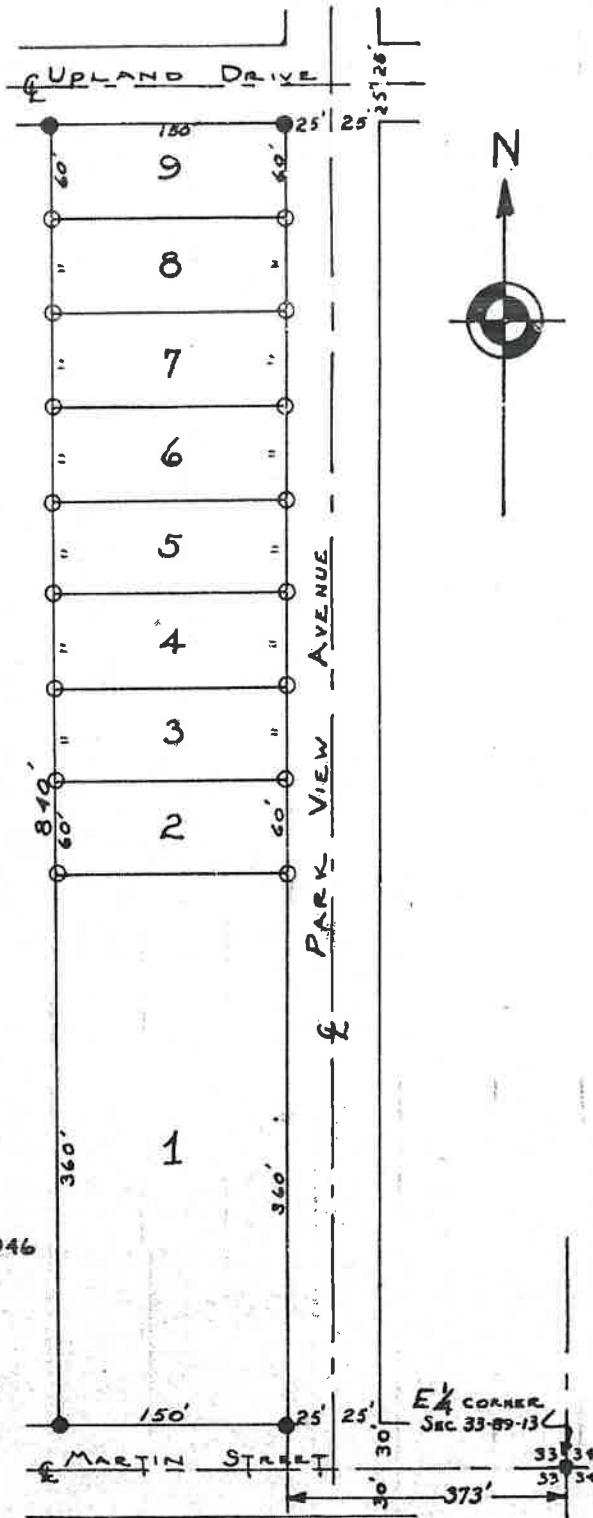 ℄ UPLAND DRIVE
25' 25'
150'
25' 25'
60' 9 60'
N
" 8 "
" 7 "
" 6 "
" 5 "
" 4 "
" 3 "
840'
60' 2 60'
℄ PARK VIEW AVENUE
360' 1 360'
946
E 1/4 CORNER
SEC 33-89-13
150' 25' 25'
30'
℄ MARTIN STREET
33 34
33 34
30'
373'